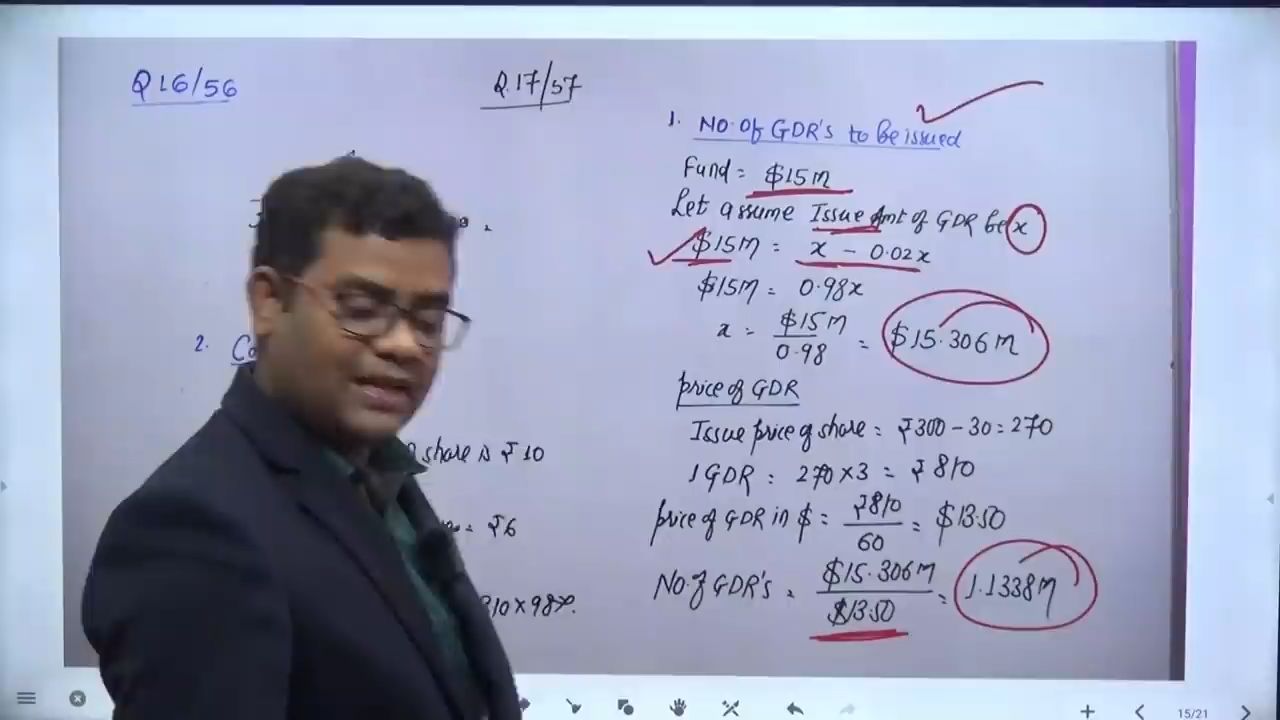 Q16/56
Q.17/57
2. Co
share is ₹10
= ₹6
310×98%.
1. No. of GDR's to be issued
Fund = $15M
Let assume Issue Amt of GDR be x
$15M = x - 0.02x
$15M = 0.98x
x = $15M / 0.98 = $15.306M
price of GDR
Issue price of share = ₹300 - 30 = 270
1 GDR = 270×3 = ₹810
price of GDR in $ = ₹810 / 60 = $13.50
No. of GDR's = $15.306M / $13.50 = 1.1338M
15/21